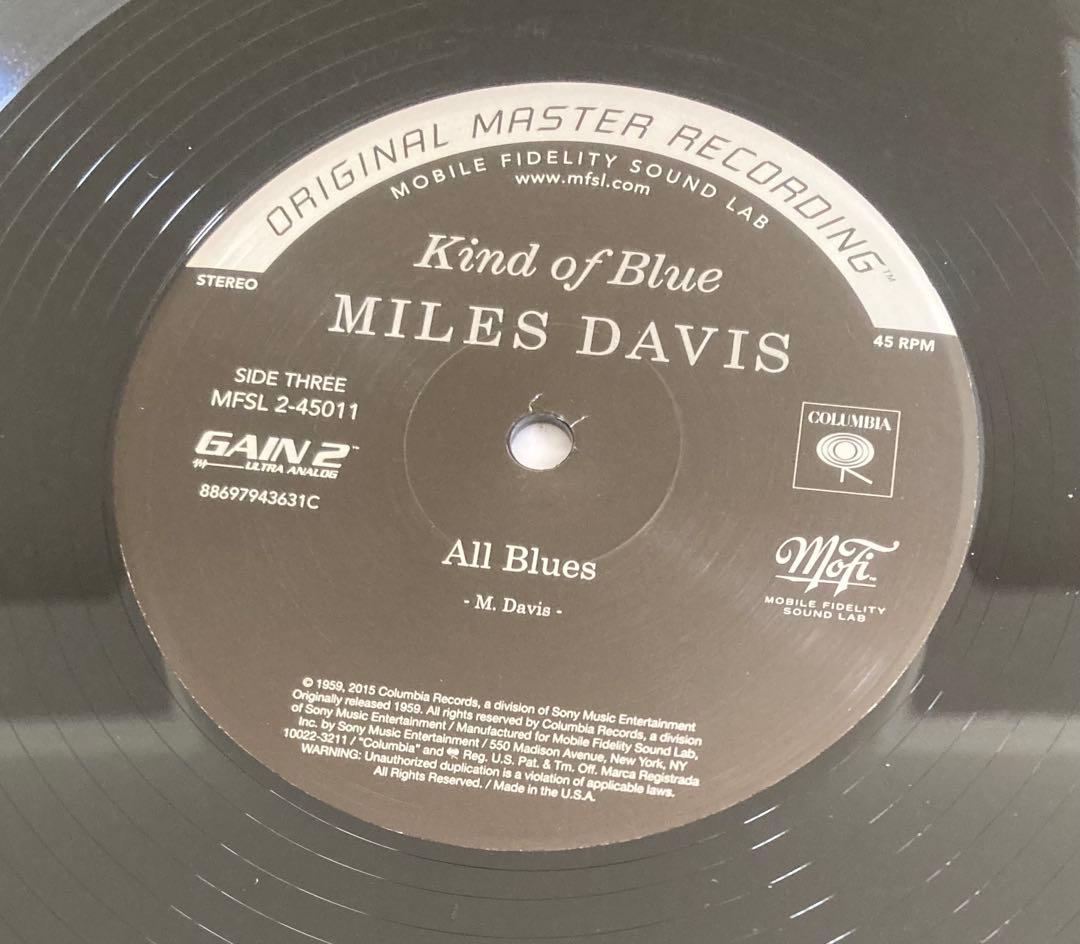 ORIGINAL MASTER RECORDING™
MOBILE FIDELITY SOUND LAB
www.mfsl.com
Kind of Blue
MILES DAVIS
STEREO
45 RPM
SIDE THREE
MFSL 2-45011
GAIN 2™
ULTRA ANALOG
88697943631C
COLUMBIA
All Blues
- M. Davis -
MoFi™
MOBILE FIDELITY
SOUND LAB
© 1959, 2015 Columbia Records, a division of Sony Music Entertainment
Originally released 1959. All rights reserved by Columbia Records, a division
of Sony Music Entertainment / Manufactured for Mobile Fidelity Sound Lab,
Inc. by Sony Music Entertainment / 550 Madison Avenue, New York, NY
10022-3211 / "Columbia" and Reg. U.S. Pat. & Tm. Off. Marca Registrada
WARNING: Unauthorized duplication is a violation of applicable laws.
All Rights Reserved. / Made in the U.S.A.